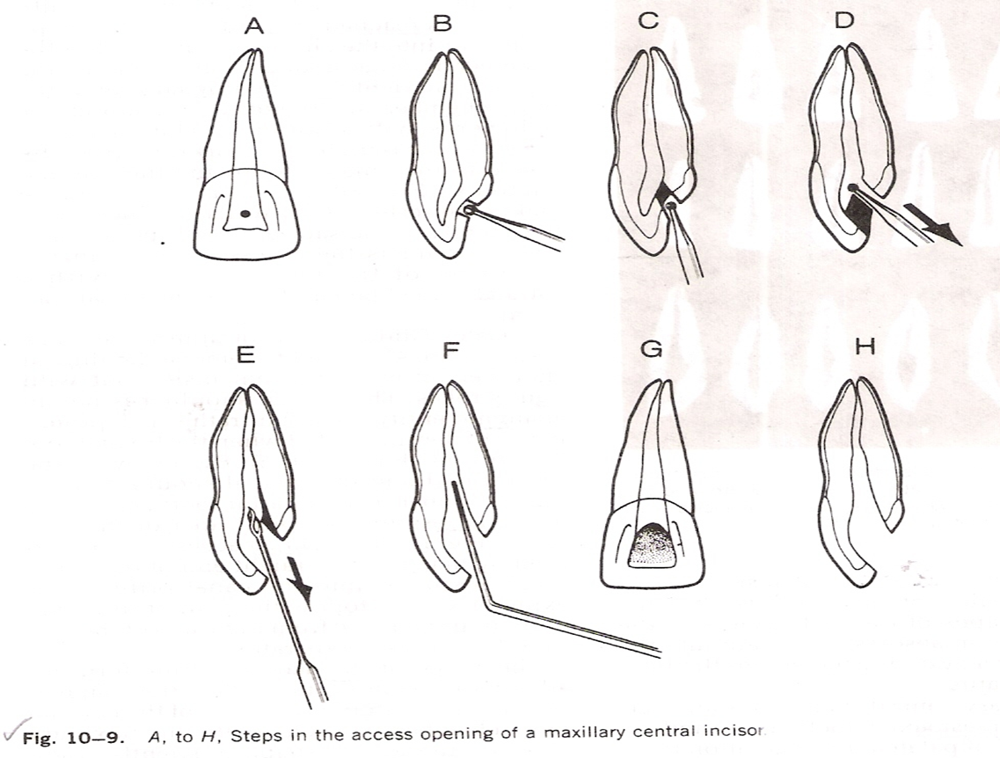 A B C D
E F G H
Fig. 10–9. A, to H, Steps in the access opening of a maxillary central incisor.